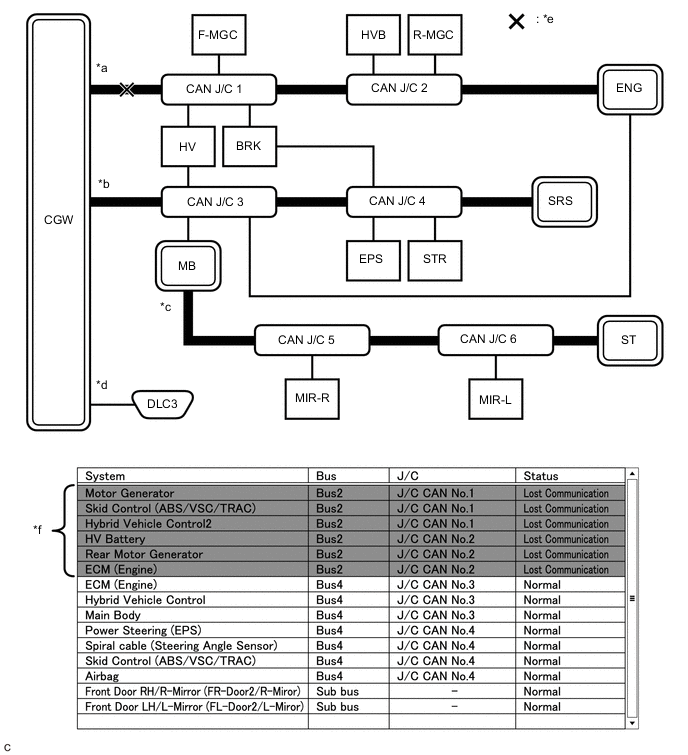 F-MGC
HVB
R-MGC
: *e
*a
CAN J/C 1
CAN J/C 2
ENG
HV
BRK
*b
CAN J/C 3
CAN J/C 4
SRS
CGW
MB
EPS
STR
*c
CAN J/C 5
CAN J/C 6
ST
*d
DLC3
MIR-R
MIR-L
System Bus J/C Status
*f
Motor Generator Bus2 J/C CAN No.1 Lost Communication
Skid Control (ABS/VSC/TRAC) Bus2 J/C CAN No.1 Lost Communication
Hybrid Vehicle Control2 Bus2 J/C CAN No.1 Lost Communication
HV Battery Bus2 J/C CAN No.2 Lost Communication
Rear Motor Generator Bus2 J/C CAN No.2 Lost Communication
ECM (Engine) Bus2 J/C CAN No.2 Lost Communication
ECM (Engine) Bus4 J/C CAN No.3 Normal
Hybrid Vehicle Control Bus4 J/C CAN No.3 Normal
Main Body Bus4 J/C CAN No.3 Normal
Power Steering (EPS) Bus4 J/C CAN No.4 Normal
Spiral cable (Steering Angle Sensor) Bus4 J/C CAN No.4 Normal
Skid Control (ABS/VSC/TRAC) Bus4 J/C CAN No.4 Normal
Airbag Bus4 J/C CAN No.4 Normal
Front Door RH/R-Mirror (FR-Door2/R-Miror) Sub bus - Normal
Front Door LH/L-Mirror (FL-Door2/L-Miror) Sub bus - Normal
C